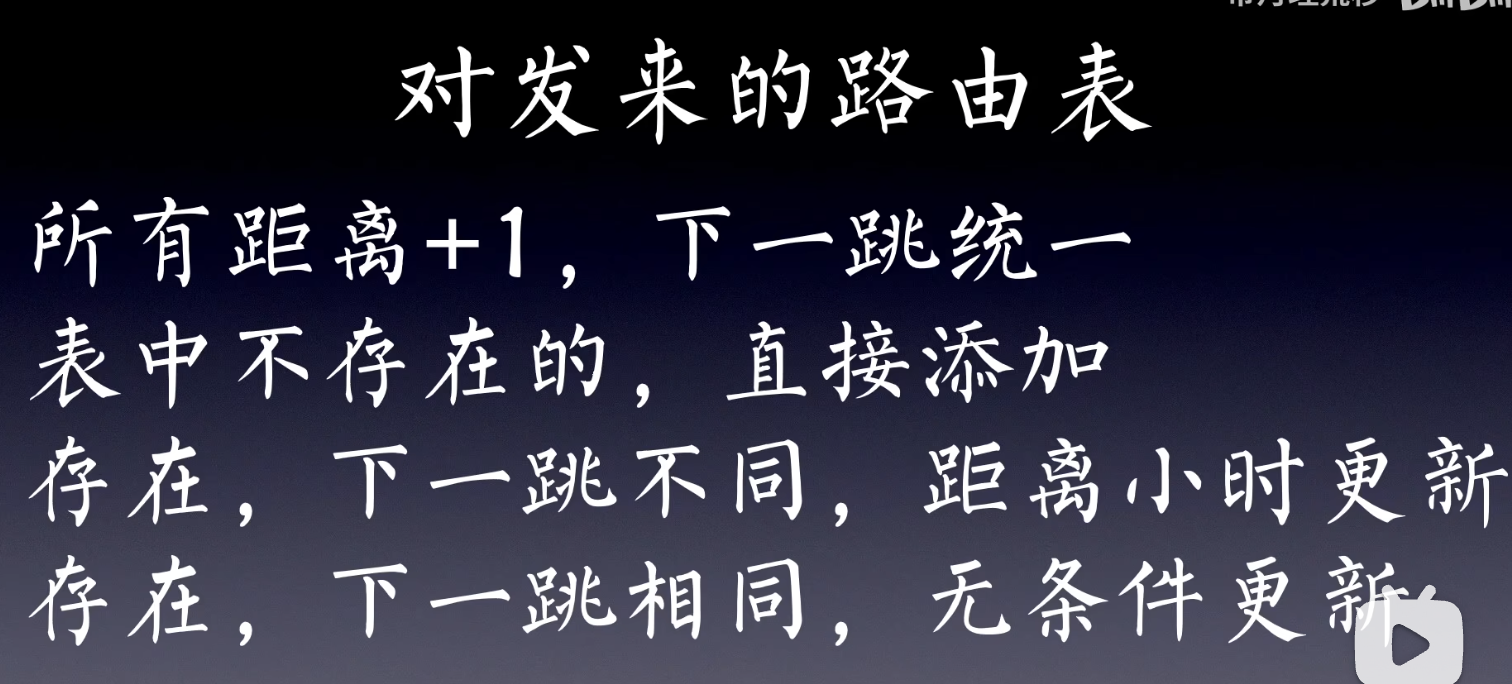 对发来的路由表
所有距离+1，下一跳统一
表中不存在的，直接添加
存在，下一跳不同，距离小时更新
存在，下一跳相同，无条件更新